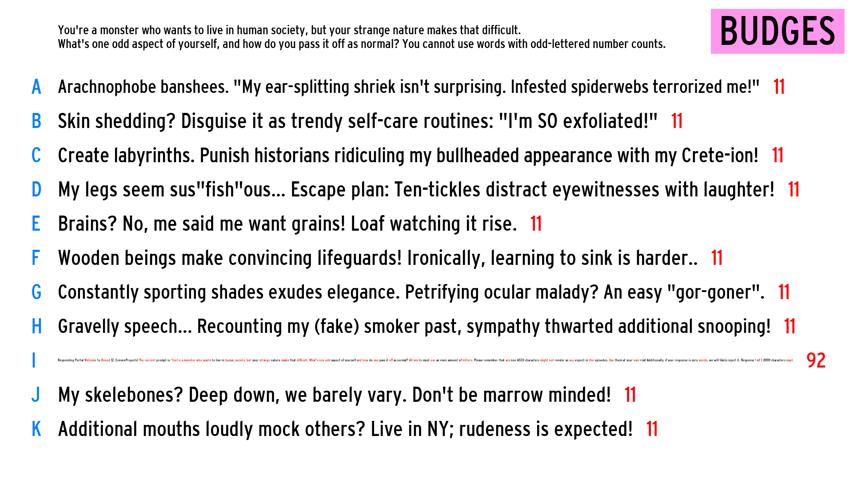 You're a monster who wants to live in human society, but your strange nature makes that difficult.
What's one odd aspect of yourself, and how do you pass it off as normal? You cannot use words with odd-lettered number counts.
BUDGES
A Arachnophobe banshees. "My ear-splitting shriek isn't surprising. Infested spiderwebs terrorized me!" 11
B Skin shedding? Disguise it as trendy self-care routines: "I'm SO exfoliated!" 11
C Create labyrinths. Punish historians ridiculing my bullheaded appearance with my Crete-ion! 11
D My legs seem sus"fish"ous... Escape plan: Ten-tickles distract eyewitnesses with laughter! 11
E Brains? No, me said me want grains! Loaf watching it rise. 11
F Wooden beings make convincing lifeguards! Ironically, learning to sink is harder.. 11
G Constantly sporting shades exudes elegance. Petrifying ocular malady? An easy "gor-goner". 11
H Gravelly speech... Recounting my (fake) smoker past, sympathy thwarted additional snooping! 11
I 92
J My skelebones? Deep down, we barely vary. Don't be marrow minded! 11
K Additional mouths loudly mock others? Live in NY; rudeness is expected! 11